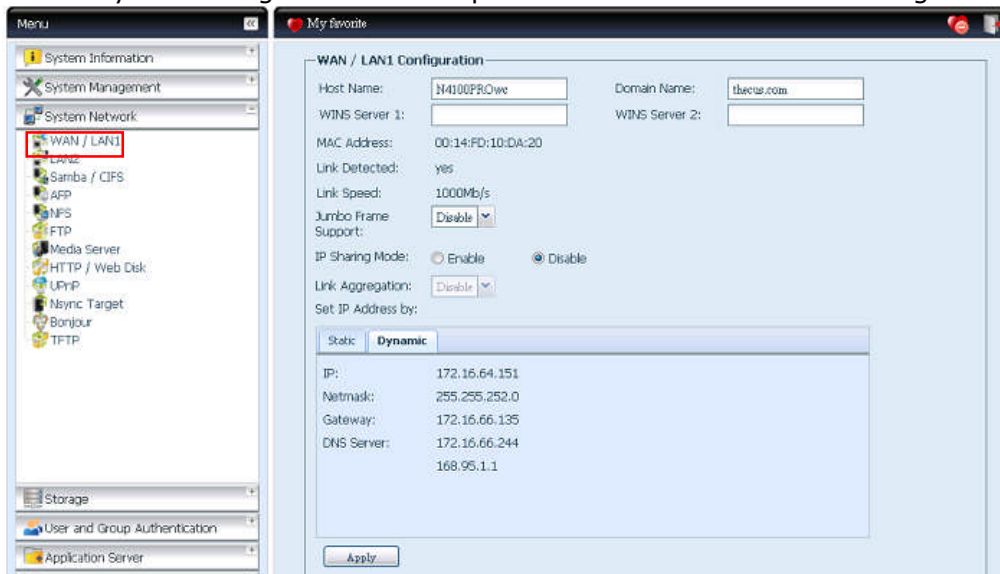 Menu
My favorite
System Information
System Management
System Network
WAN / LAN1
LAN2
Samba / CIFS
AFP
NFS
FTP
Media Server
HTTP / Web Disk
UPnP
Nsync Target
Bonjour
TFTP
Storage
User and Group Authentication
Application Server
WAN / LAN1 Configuration
Host Name: N4100PROwe Domain Name: thecus.com
WINS Server 1: WINS Server 2:
MAC Address: 00:14:FD:10:DA:20
Link Detected: yes
Link Speed: 1000Mb/s
Jumbo Frame Support: Disable
IP Sharing Mode: Enable Disable
Link Aggregation: Disable
Set IP Address by:
Static Dynamic
IP: 172.16.64.151
Netmask: 255.255.252.0
Gateway: 172.16.66.135
DNS Server: 172.16.66.244
168.95.1.1
Apply